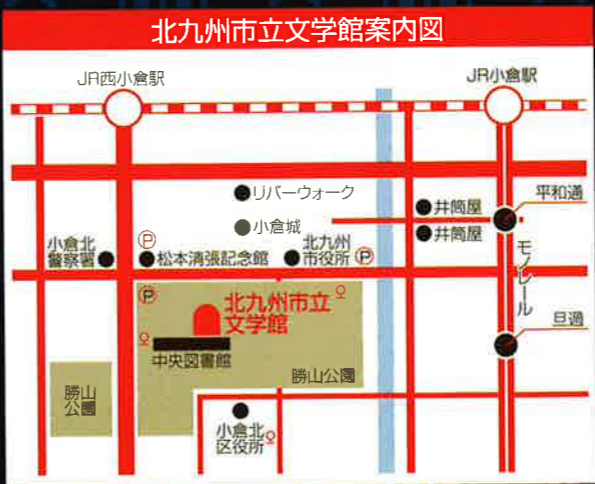 北九州市立文学館案内図
JR西小倉駅
JR小倉駅
リバーウォーク
平和通
井筒屋
小倉城
井筒屋
小倉北
警察署
Ⓟ
松本清張記念館
北九州
市役所
Ⓟ
モノレール
Ⓟ
北九州市立
文学館
旦過
中央図書館
勝山公園
勝山
公園
小倉北
区役所